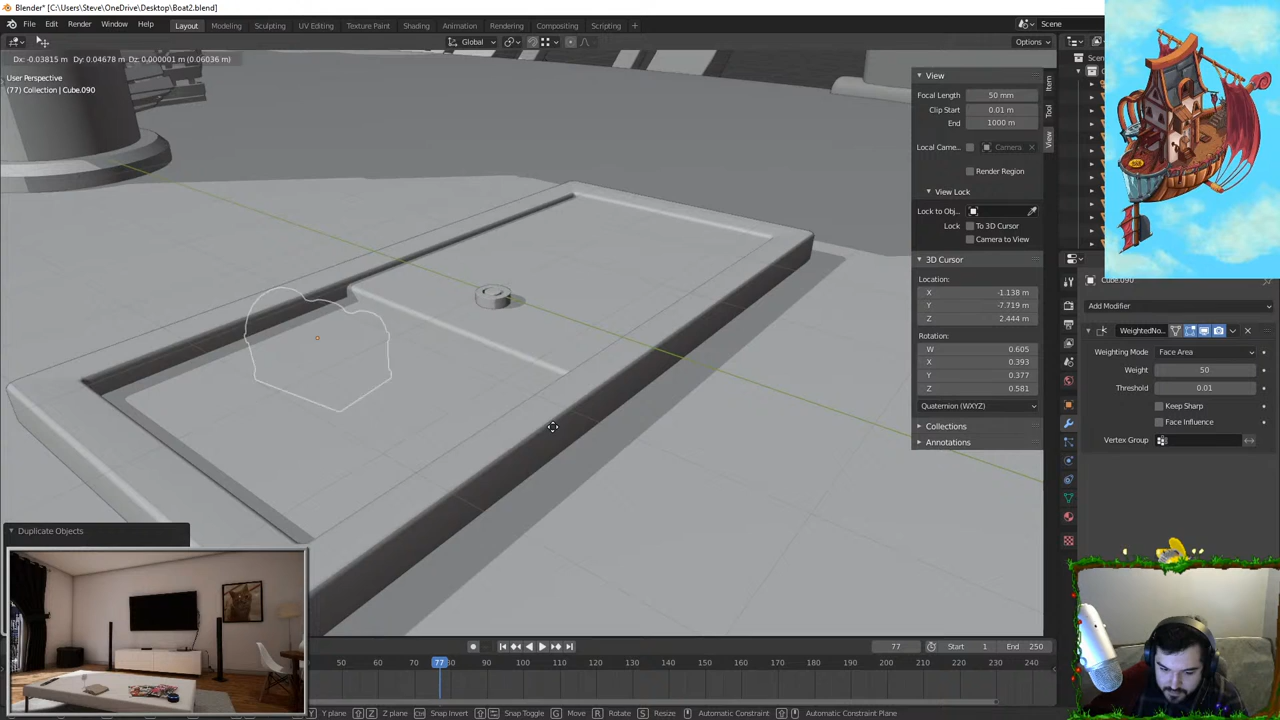 Blender* [C:\Users\Steve\OneDrive\Desktop\Boat2.blend]
File Edit Render Window Help Layout Modeling Sculpting UV Editing Texture Paint Shading Animation Compositing Rendering Scripting Scene
Global Options
Dx: -0.03815 m Dy: 0.04678 m Dz: 0.000001 m (0.06036 m)
User Perspective
(77) Collection | Cube.090
View
Focal Length 50 mm
Clip Start 0.01 m
End 1000 m
Local Came... Camera
Render Region
View Lock
Lock to Obj...
Lock To 3D Cursor
Camera to View
3D Cursor
Location:
X -1.138 m
Y -7.719 m
Z 2.444 m
Rotation:
W 0.605
X 0.393
Y 0.377
Z 0.581
Quaternion (WXYZ)
Collections
Annotations
Item
Tool
View
Cube.090
Add Modifier
WeightedNo...
Weighting Mode Face Area
Weight 50
Threshold 0.01
Keep Sharp
Face Influence
Vertex Group
Duplicate Objects
77 Start 1 End 250
50 60 70 77 80 90 100 110 120 130 140 150 160 170 180 190 200 210 220 230 240 250
Y plane Z plane Snap Invert Snap Toggle G Move R Rotate S Resize Automatic Constraint Automatic Constraint Plane